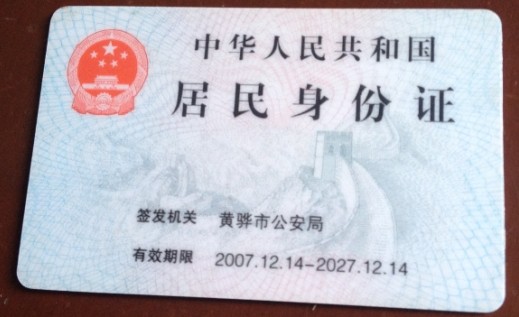 中华人民共和国
居民身份证
签发机关 黄骅市公安局
有效期限 2007.12.14-2027.12.14